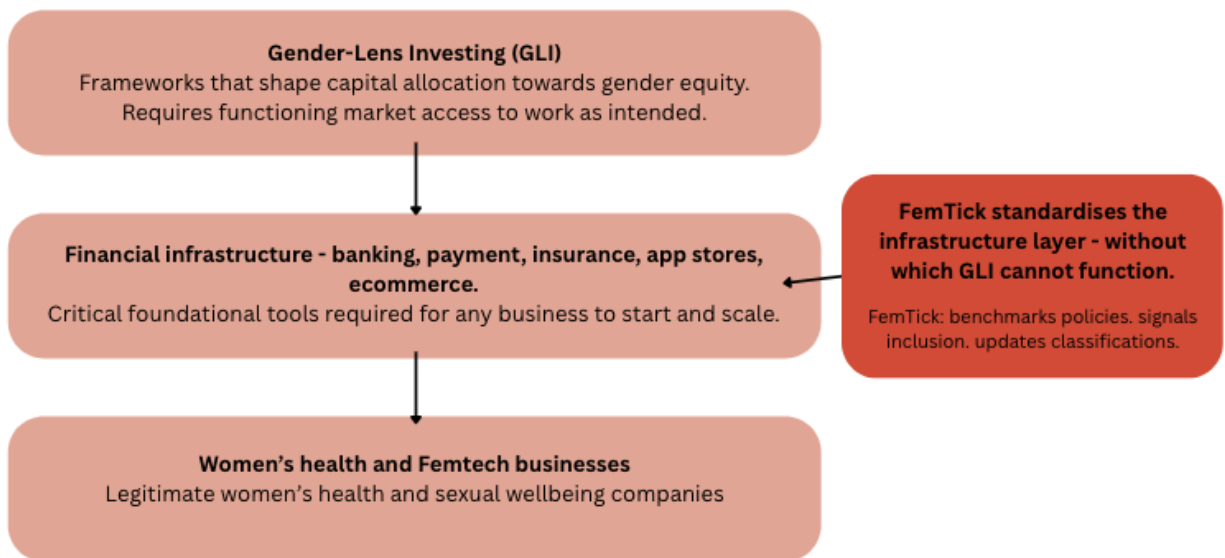 Gender-Lens Investing (GLI)
Frameworks that shape capital allocation towards gender equity.
Requires functioning market access to work as intended.
Financial infrastructure - banking, payment, insurance, app stores,
ecommerce.
Critical foundational tools required for any business to start and scale.
FemTick standardises the
infrastructure layer - without
which GLI cannot function.
FemTick: benchmarks policies. signals
inclusion. updates classifications.
Women’s health and Femtech businesses
Legitimate women’s health and sexual wellbeing companies